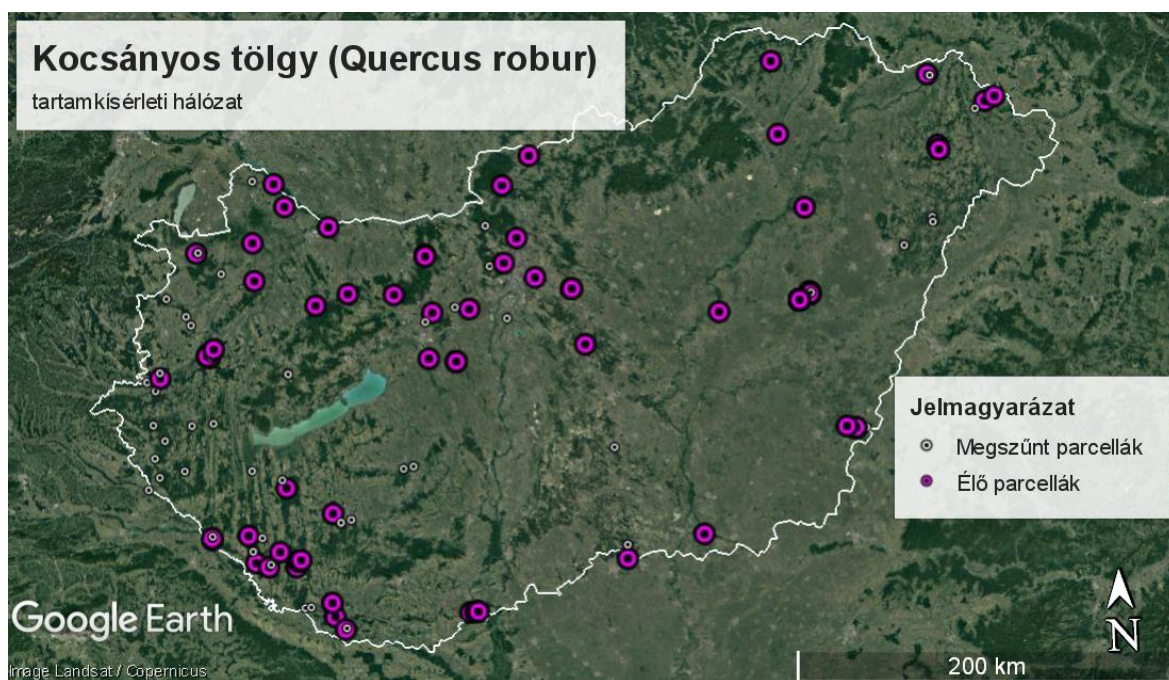 Kocsányos tölgy (Quercus robur)
tartamkísérleti hálózat
Jelmagyarázat
Megszűnt parcellák
Élő parcellák
Google Earth
N
Image Landsat / Copernicus
200 km